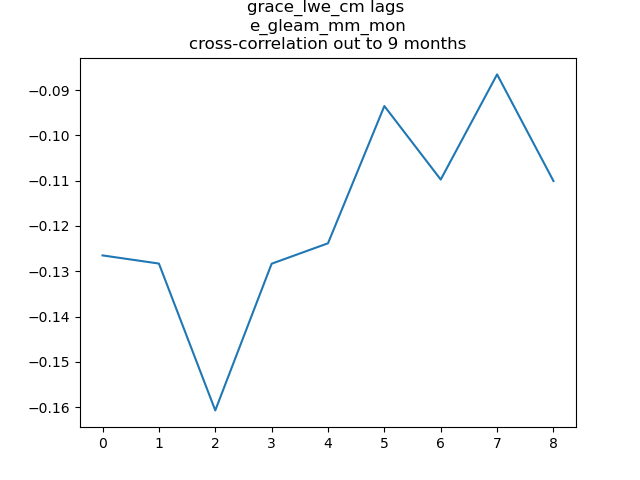 grace_lwe_cm lags
e_gleam_mm_mon
cross-correlation out to 9 months
−0.09
−0.10
−0.11
−0.12
−0.13
−0.14
−0.15
−0.16
0 1 2 3 4 5 6 7 8